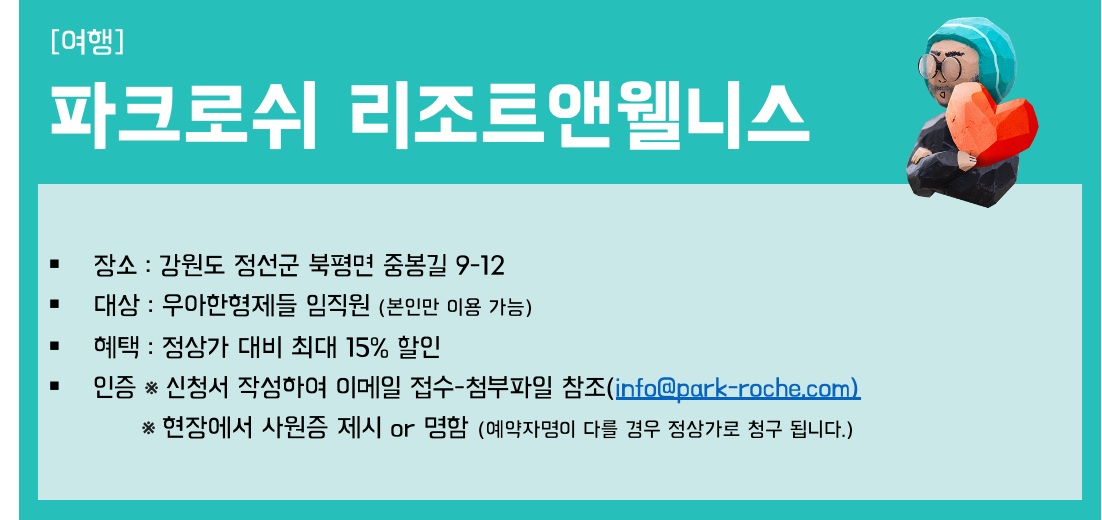 [여행]
파크로쉬 리조트앤웰니스
▪ 장소 : 강원도 정선군 북평면 중봉길 9-12
▪ 대상 : 우아한형제들 임직원 (본인만 이용 가능)
▪ 혜택 : 정상가 대비 최대 15% 할인
▪ 인증 ※ 신청서 작성하여 이메일 접수-첨부파일 참조(info@park-roche.com)
※ 현장에서 사원증 제시 or 명함 (예약자명이 다를 경우 정상가로 청구 됩니다.)